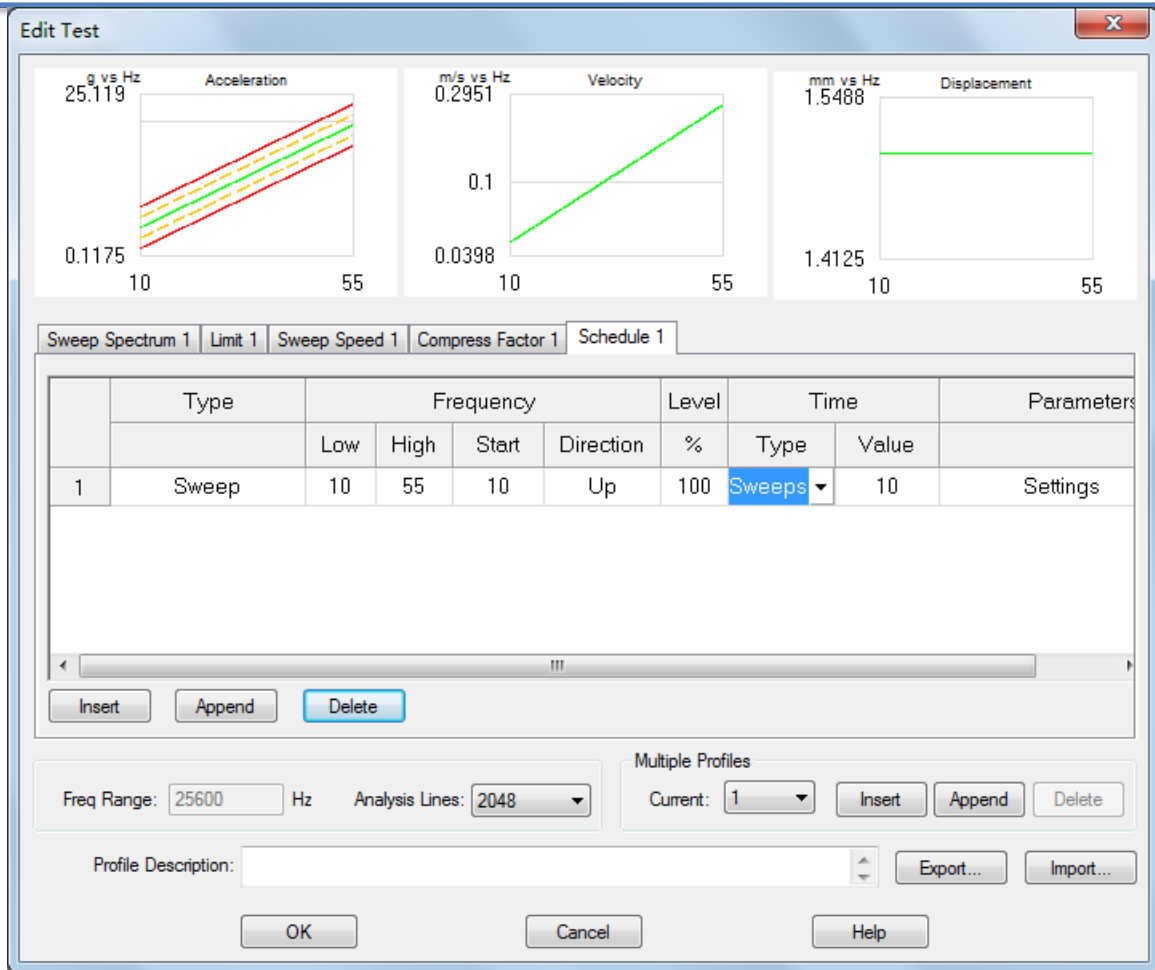 Edit Test
g vs Hz Acceleration m/s vs Hz Velocity mm vs Hz Displacement
25.119 0.2951 1.5488
0.1
0.1175 0.0398 1.4125
10 55 10 55 10 55
Sweep Spectrum 1 Limit 1 Sweep Speed 1 Compress Factor 1 Schedule 1
Type Frequency Level Time Parameters
Low High Start Direction % Type Value
1 Sweep 10 55 10 Up 100 Sweeps 10 Settings
Insert Append Delete
Multiple Profiles
Freq Range: 25600 Hz Analysis Lines: 2048 Current: 1 Insert Append Delete
Profile Description: Export... Import...
OK Cancel Help